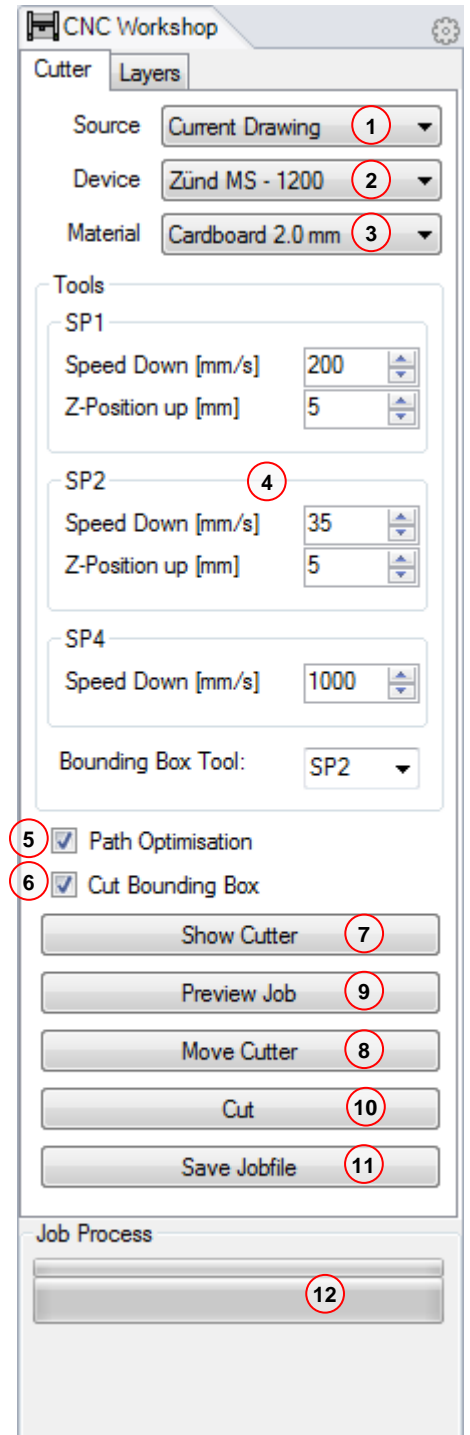 CNC Workshop
Cutter Layers
Source Current Drawing 1
Device Zünd MS - 1200 2
Material Cardboard 2.0 mm 3
Tools
SP1
Speed Down [mm/s] 200
Z-Position up [mm] 5
SP2 4
Speed Down [mm/s] 35
Z-Position up [mm] 5
SP4
Speed Down [mm/s] 1000
Bounding Box Tool: SP2
5 Path Optimisation
6 Cut Bounding Box
Show Cutter 7
Preview Job 9
Move Cutter 8
Cut 10
Save Jobfile 11
Job Process
12